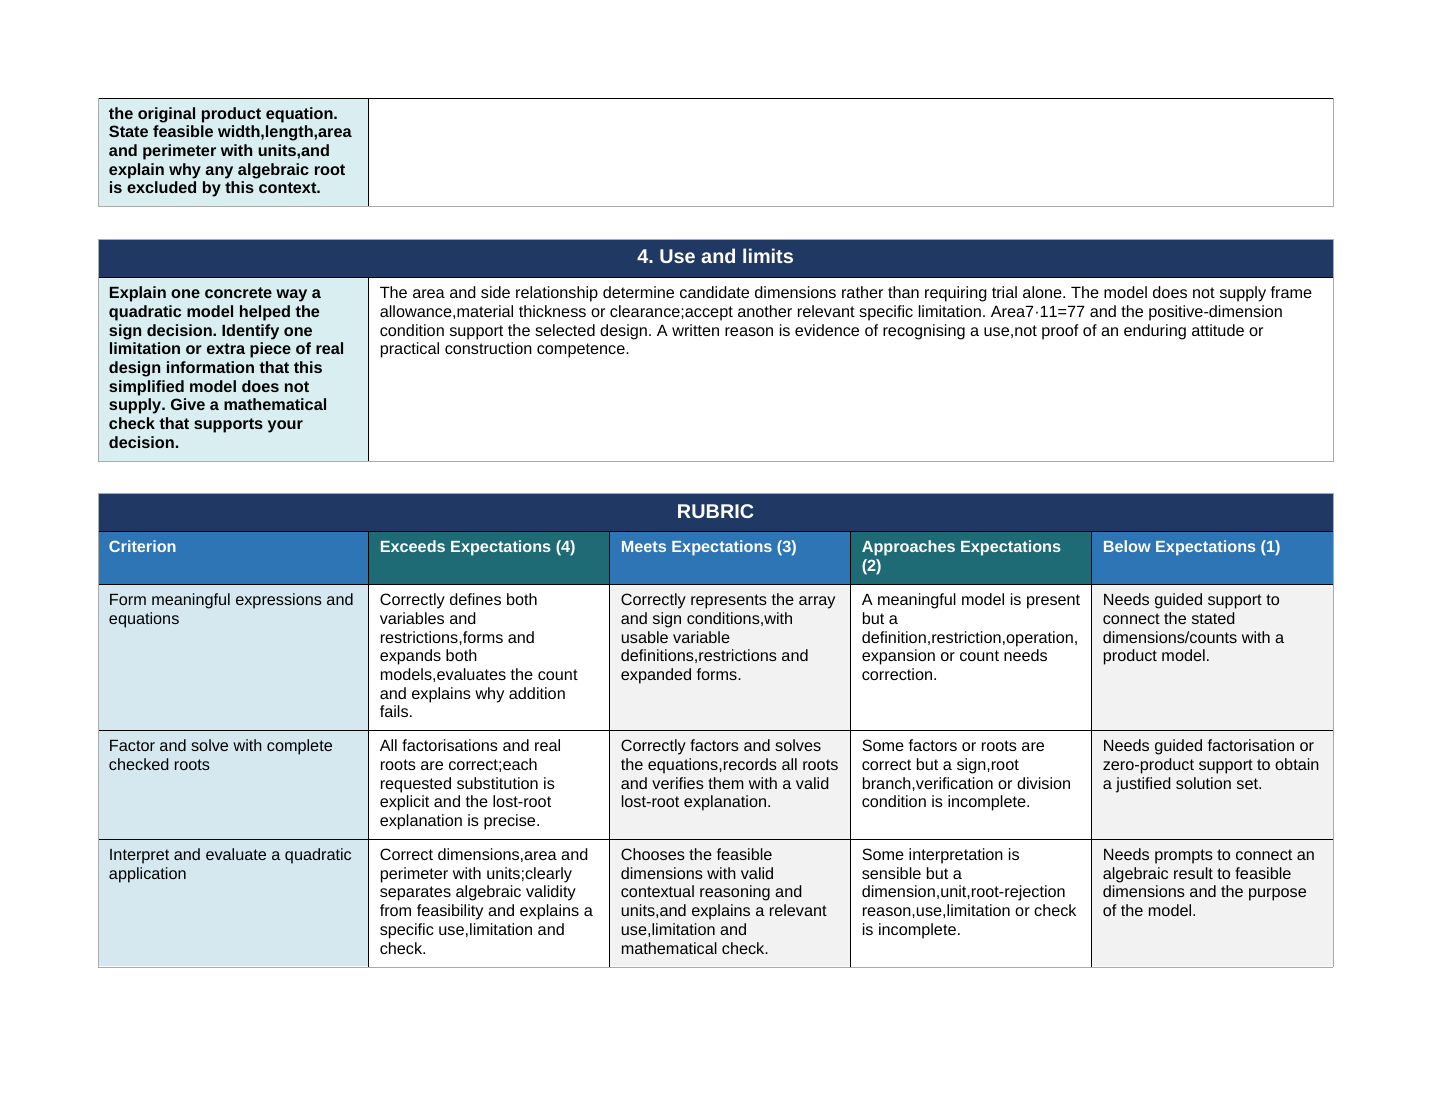 the original product equation.
State feasible width,length,area
and perimeter with units,and
explain why any algebraic root
is excluded by this context.
4. Use and limits
Explain one concrete way a
quadratic model helped the
sign decision. Identify one
limitation or extra piece of real
design information that this
simplified model does not
supply. Give a mathematical
check that supports your
decision.
The area and side relationship determine candidate dimensions rather than requiring trial alone. The model does not supply frame
allowance,material thickness or clearance;accept another relevant specific limitation. Area7·11=77 and the positive-dimension
condition support the selected design. A written reason is evidence of recognising a use,not proof of an enduring attitude or
practical construction competence.
RUBRIC
Criterion
Exceeds Expectations (4)
Meets Expectations (3)
Approaches Expectations
(2)
Below Expectations (1)
Form meaningful expressions and
equations
Correctly defines both
variables and
restrictions,forms and
expands both
models,evaluates the count
and explains why addition
fails.
Correctly represents the array
and sign conditions,with
usable variable
definitions,restrictions and
expanded forms.
A meaningful model is present
but a
definition,restriction,operation,
expansion or count needs
correction.
Needs guided support to
connect the stated
dimensions/counts with a
product model.
Factor and solve with complete
checked roots
All factorisations and real
roots are correct;each
requested substitution is
explicit and the lost-root
explanation is precise.
Correctly factors and solves
the equations,records all roots
and verifies them with a valid
lost-root explanation.
Some factors or roots are
correct but a sign,root
branch,verification or division
condition is incomplete.
Needs guided factorisation or
zero-product support to obtain
a justified solution set.
Interpret and evaluate a quadratic
application
Correct dimensions,area and
perimeter with units;clearly
separates algebraic validity
from feasibility and explains a
specific use,limitation and
check.
Chooses the feasible
dimensions with valid
contextual reasoning and
units,and explains a relevant
use,limitation and
mathematical check.
Some interpretation is
sensible but a
dimension,unit,root-rejection
reason,use,limitation or check
is incomplete.
Needs prompts to connect an
algebraic result to feasible
dimensions and the purpose
of the model.